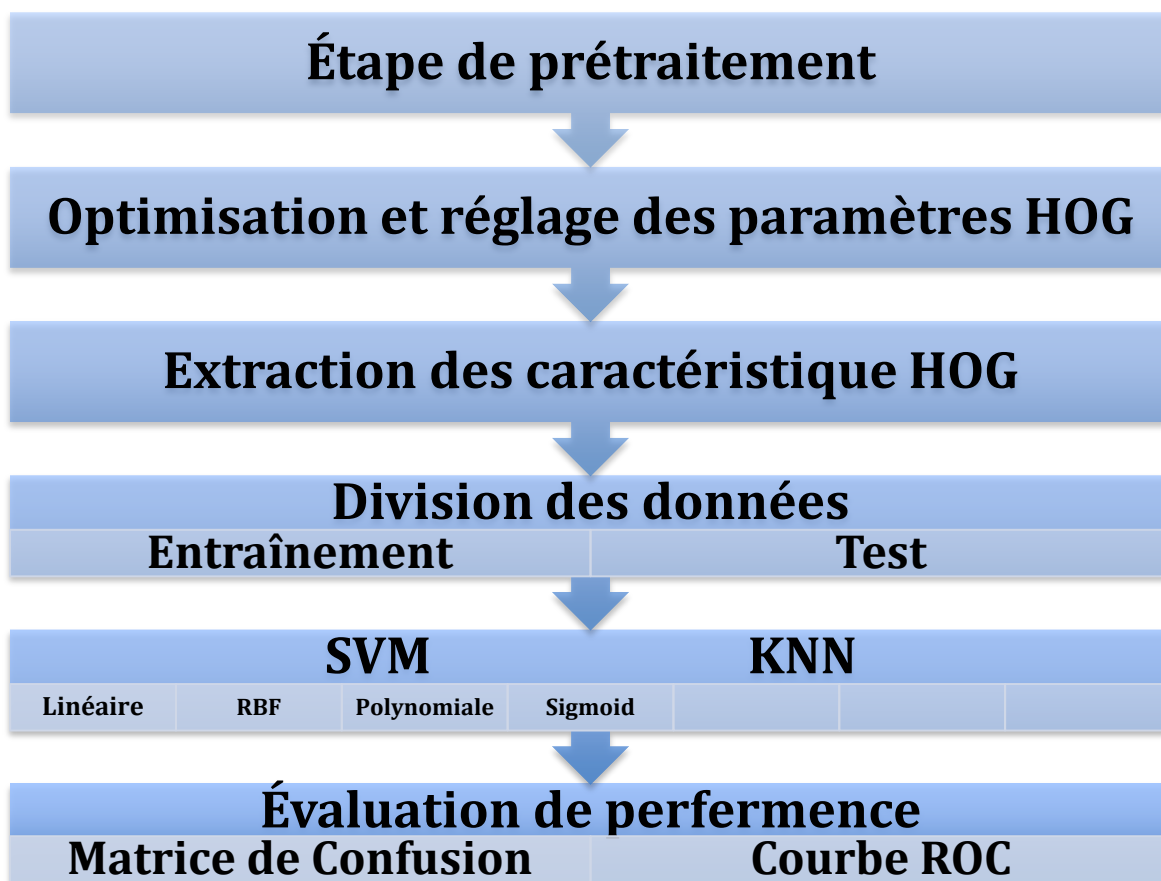 Étape de prétraitement
Optimisation et réglage des paramètres HOG
Extraction des caractéristique HOG
Division des données
Entraînement Test
SVM KNN
Linéaire RBF Polynomiale Sigmoid
Évaluation de perfermence
Matrice de Confusion Courbe ROC